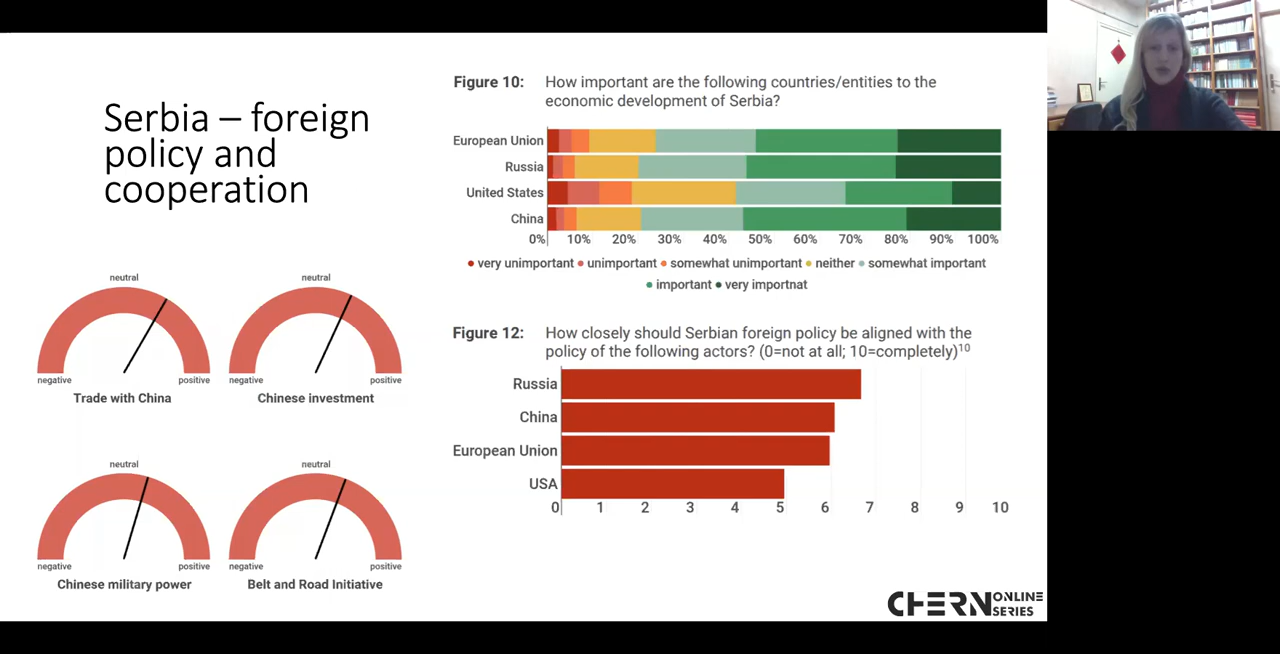 Serbia – foreign
policy and
cooperation
neutral
negative
positive
Trade with China
neutral
negative
positive
Chinese investment
neutral
negative
positive
Chinese military power
neutral
negative
positive
Belt and Road Initiative
Figure 10: How important are the following countries/entities to the
economic development of Serbia?
European Union
Russia
United States
China
0% 10% 20% 30% 40% 50% 60% 70% 80% 90% 100%
very unimportant unimportant somewhat unimportant neither somewhat important
important very importnat
Figure 12: How closely should Serbian foreign policy be aligned with the
policy of the following actors? (0=not at all; 10=completely)¹⁰
Russia
China
European Union
USA
0 1 2 3 4 5 6 7 8 9 10
CHERN ONLINE
SERIES